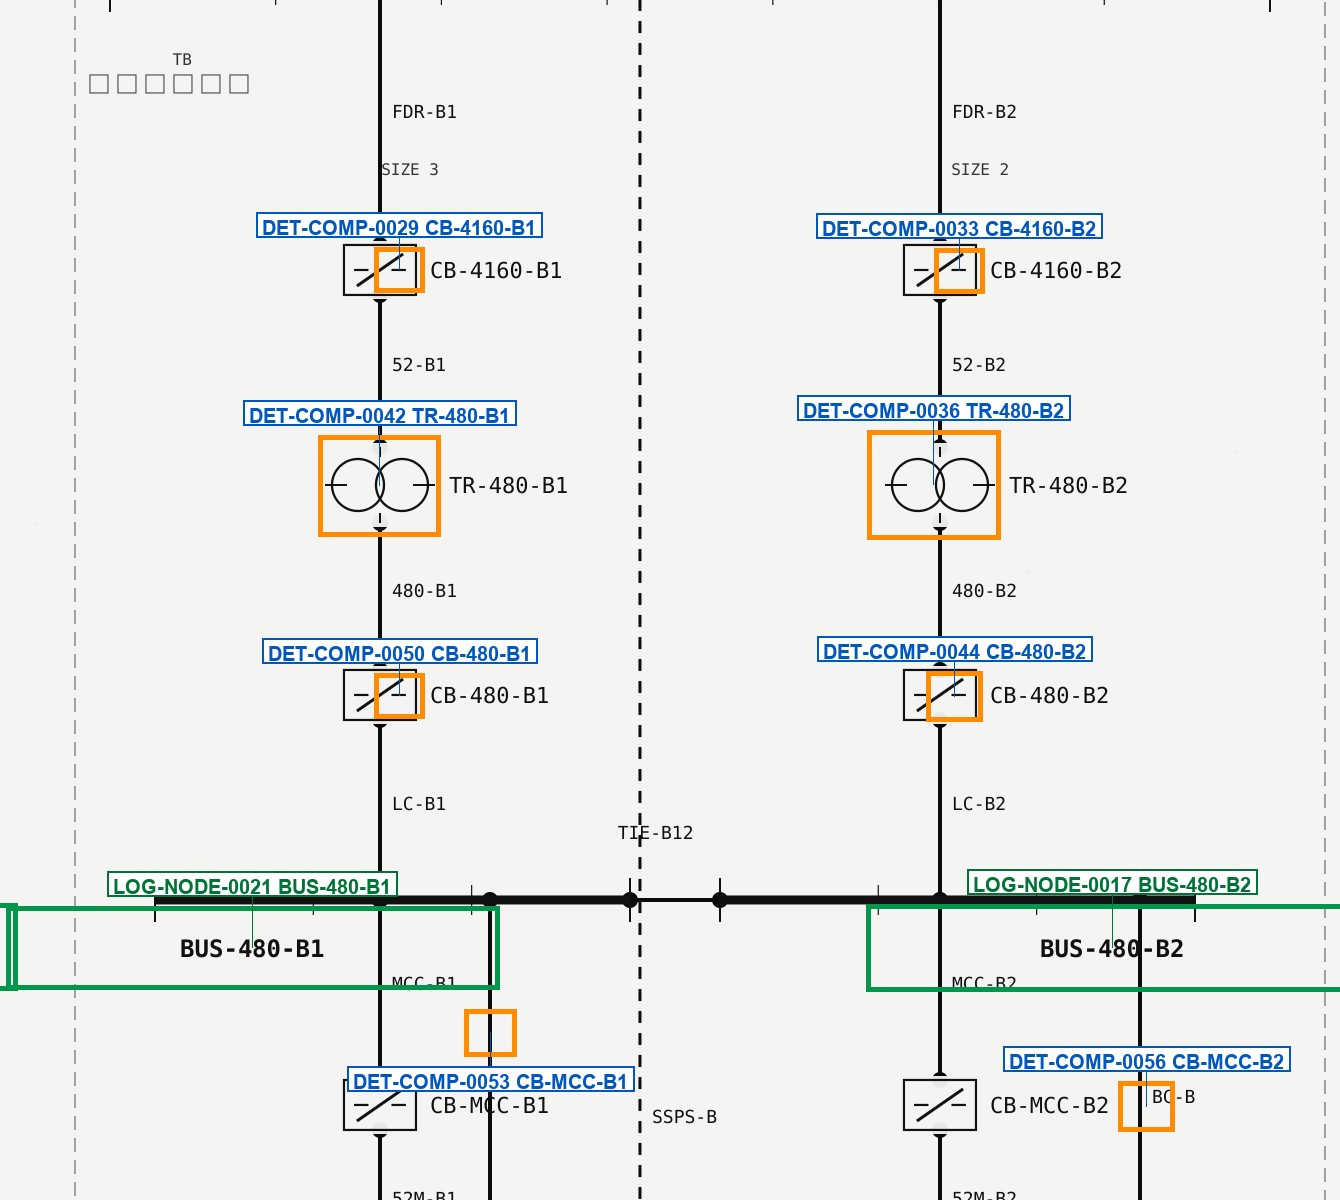 TB
FDR-B1
FDR-B2
SIZE 3
SIZE 2
DET-COMP-0029 CB-4160-B1
DET-COMP-0033 CB-4160-B2
CB-4160-B1
CB-4160-B2
52-B1
52-B2
DET-COMP-0042 TR-480-B1
DET-COMP-0036 TR-480-B2
TR-480-B1
TR-480-B2
480-B1
480-B2
DET-COMP-0050 CB-480-B1
DET-COMP-0044 CB-480-B2
CB-480-B1
CB-480-B2
LC-B1
LC-B2
TIE-B12
LOG-NODE-0021 BUS-480-B1
LOG-NODE-0017 BUS-480-B2
BUS-480-B1
BUS-480-B2
MCC-B1
MCC-B2
DET-COMP-0056 CB-MCC-B2
DET-COMP-0053 CB-MCC-B1
CB-MCC-B1
CB-MCC-B2
BC-B
SSPS-B
52M-B1
52M-B2